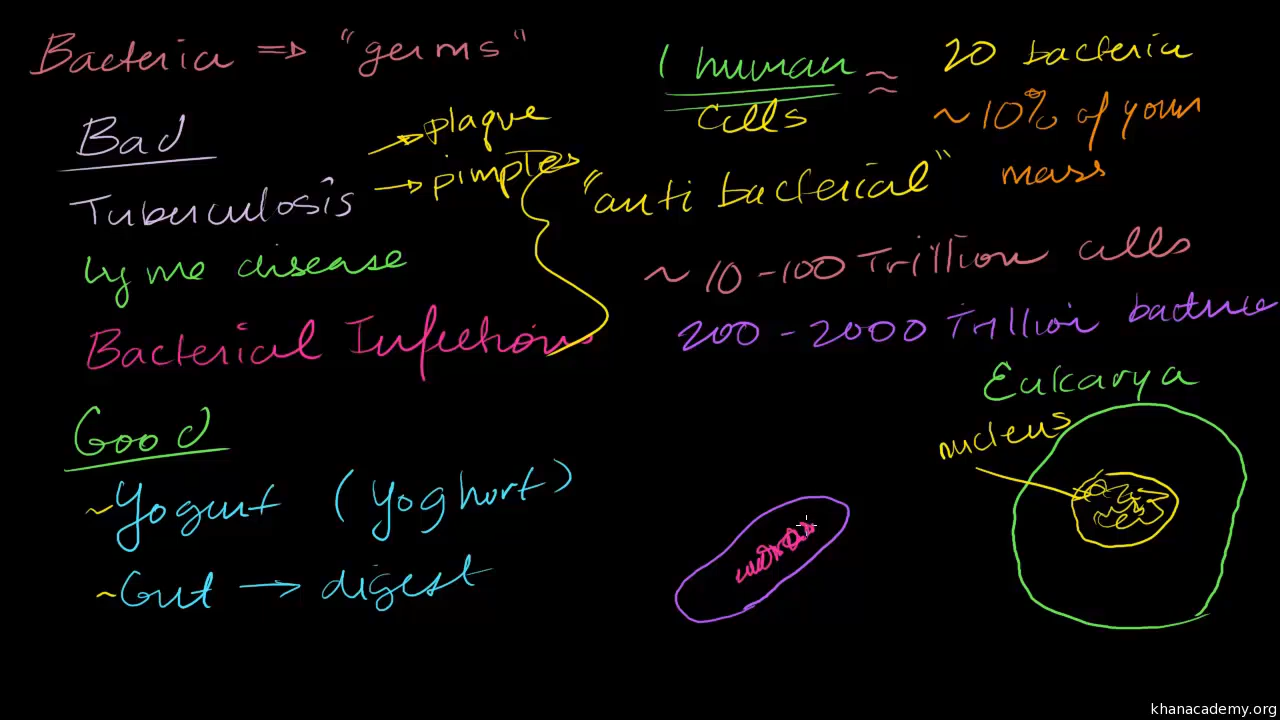 Bacteria ⇒ "germs"
Bad
→ plaque
→ pimples
Tuberculosis
Lyme disease
Bacterial Infections
Good
~Yogurt (Yoghurt)
~Gut → digest
1 human ≈ 20 bacteria
cells
~10% of your
mass
"anti bacterial"
~ 10-100 Trillion cells
200-2000 Trillion bacteria
Eukarya
nucleus
khanacademy.org